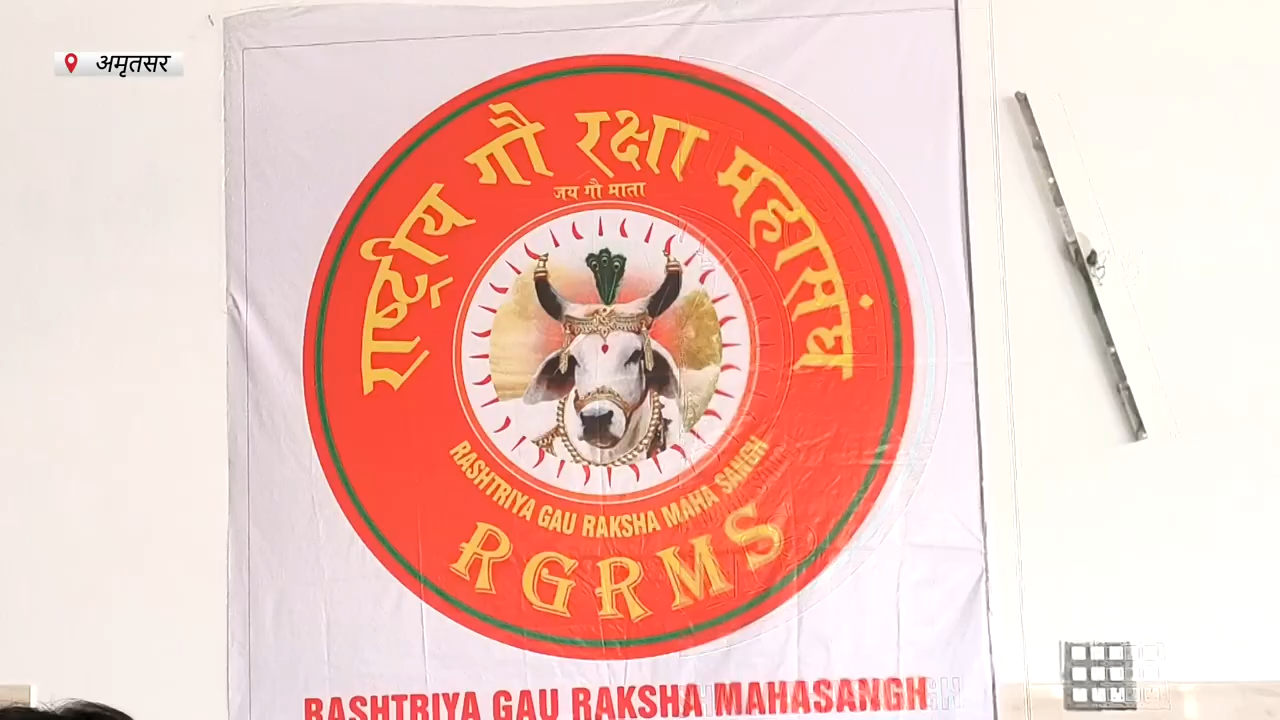 अमृतसर
राष्ट्रीय गौ रक्षा महासंघ
जय गौ माता
RASHTRIYA GAU RAKSHA MAHA SANGH
RGRMS
RASHTRIYA GAU RAKSHA MAHASANGH